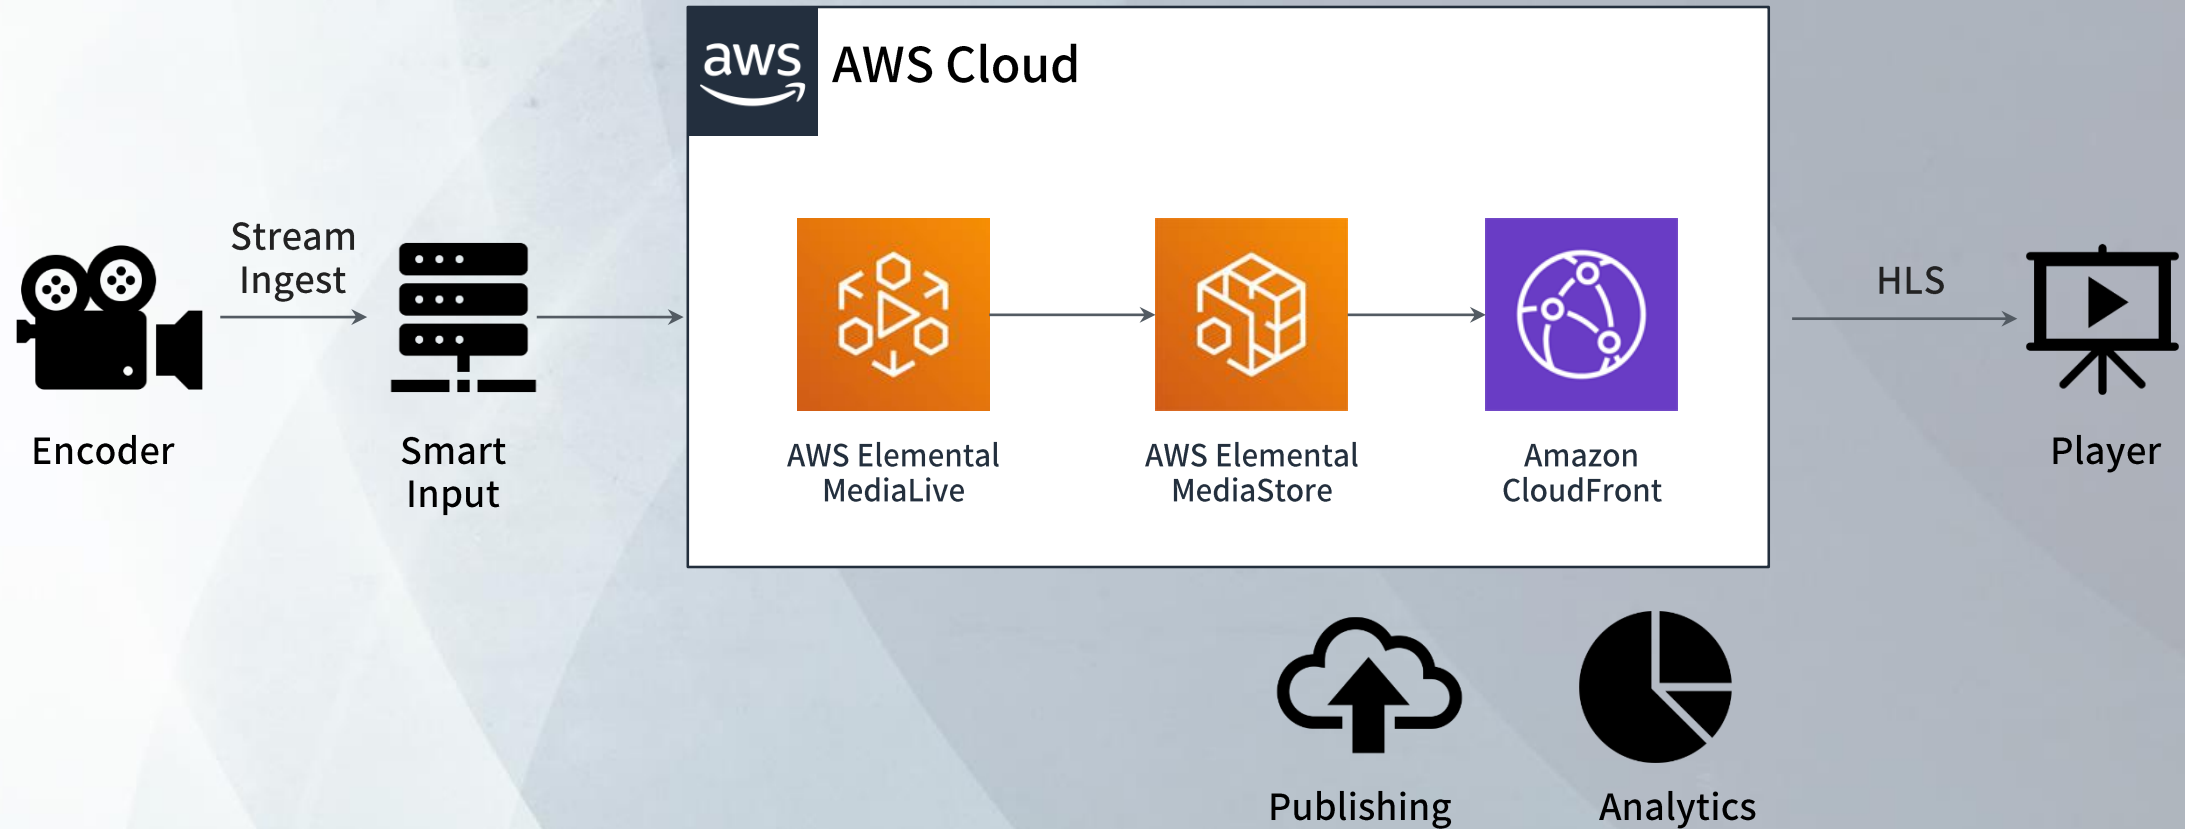 aws
AWS Cloud
Stream
Ingest
HLS
Encoder
Smart
Input
AWS Elemental
MediaLive
AWS Elemental
MediaStore
Amazon
CloudFront
Player
Publishing
Analytics